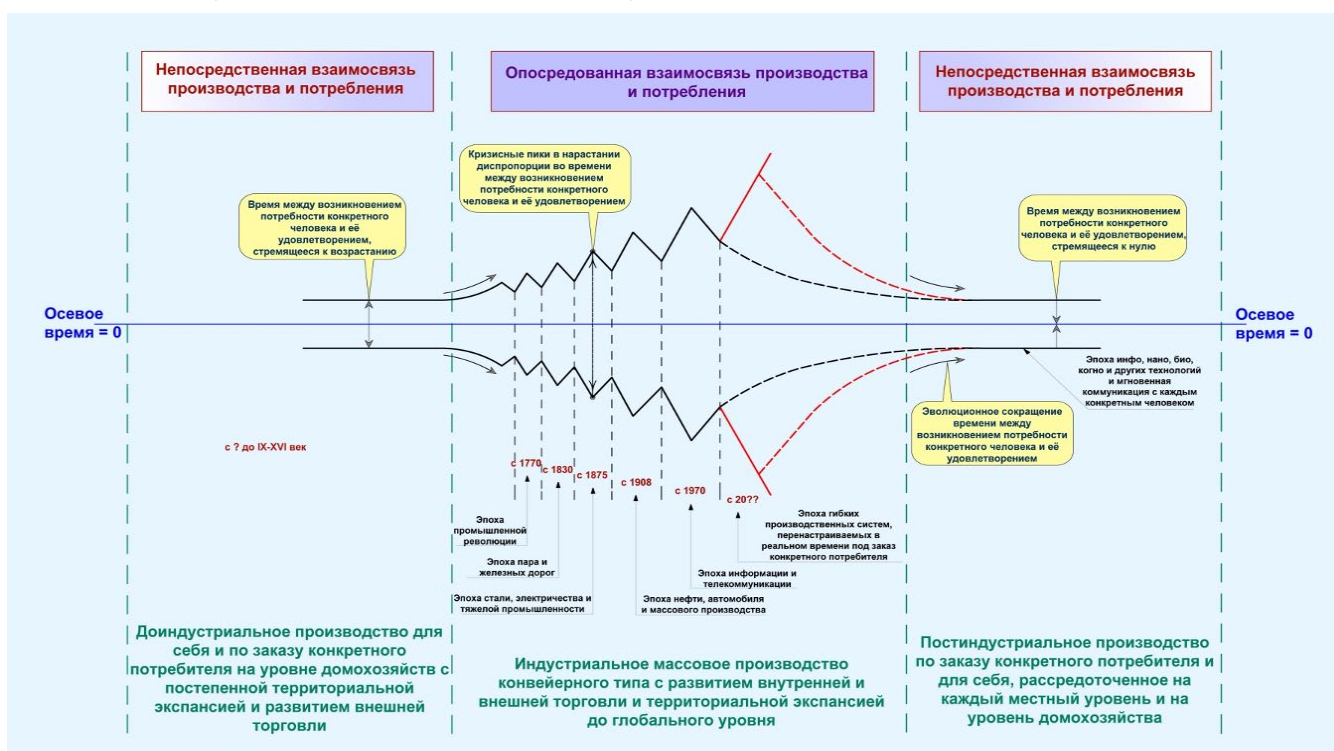 Непосредственная взаимосвязь
производства и потребления
Опосредованная взаимосвязь производства
и потребления
Непосредственная взаимосвязь
производства и потребления
Кризисные пики в нарастании
диспропорции во времени
между возникновением
потребности конкретного
человека и её удовлетворением
Время между возникновением
потребности конкретного
человека и её
удовлетворением,
стремящееся к возрастанию
Время между возникновением
потребности конкретного
человека и её удовлетворением,
стремящееся к нулю
Осевое
время = 0
Осевое
время = 0
Эпоха инфо, нано, био,
когно и других технологий
и мгновенная
коммуникация с каждым
конкретным человеком
Эволюционное сокращение
времени между
возникновением потребности
конкретного человека и её
удовлетворением
с ? до IX-XVI век
с 1770
с 1830
с 1875
с 1908
с 1970
с 20??
Эпоха
промышленной
революции
Эпоха пара и
железных дорог
Эпоха стали, электричества и
тяжелой промышленности
Эпоха нефти, автомобиля
и массового производства
Эпоха информации и
телекоммуникации
Эпоха гибких
производственных систем,
перенастраиваемых в
реальном времени под заказ
конкретного потребителя
Доиндустриальное производство для
себя и по заказу конкретного
потребителя на уровне домохозяйств с
постепенной территориальной
экспансией и развитием внешней
торговли
Индустриальное массовое производство
конвейерного типа с развитием внутренней и
внешней торговли и территориальной экспансией
до глобального уровня
Постиндустриальное производство
по заказу конкретного потребителя и
для себя, рассредоточенное на
каждый местный уровень и на
уровень домохозяйства